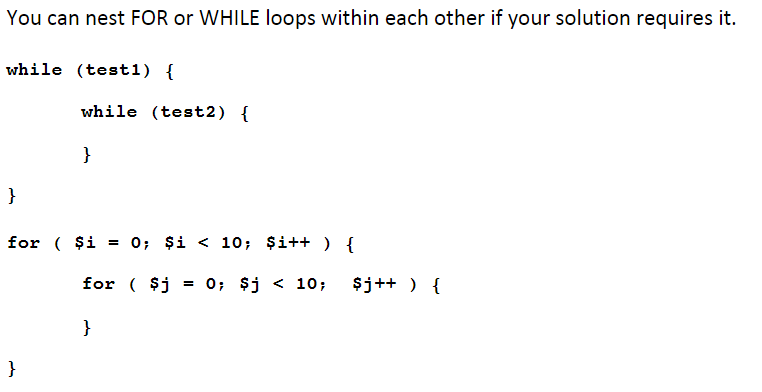 You can nest FOR or WHILE loops within each other if your solution requires it.
while (test1) {
while (test2) {
}
}
for ( $i = 0; $i < 10; $i++ ) {
for ( $j = 0; $j < 10;  $j++ ) {
}
}